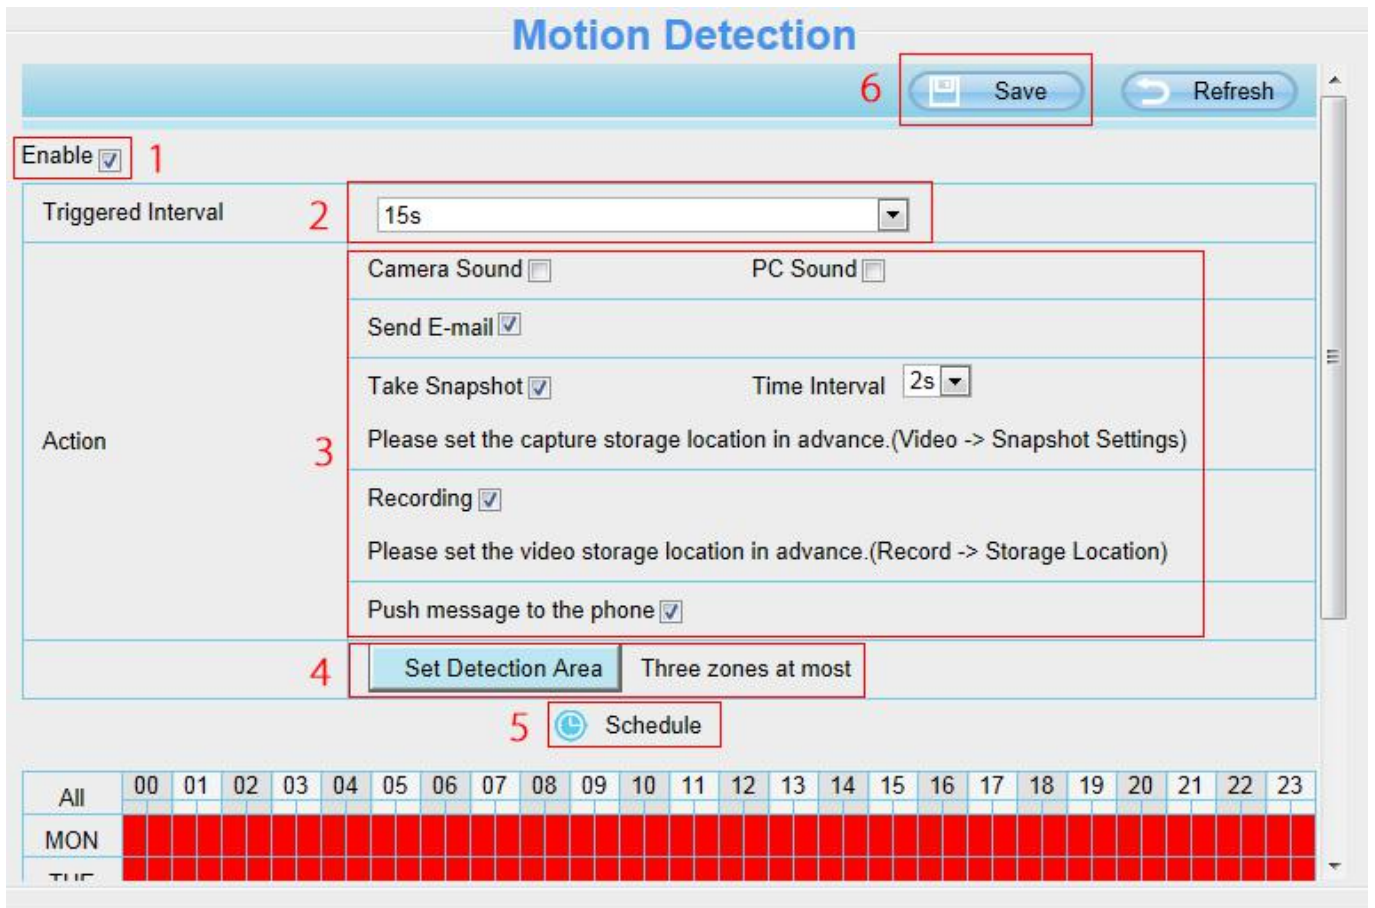 Motion Detection
6 Save Refresh
Enable 1
Triggered Interval 2 15s
Camera Sound PC Sound
Send E-mail
Take Snapshot Time Interval 2s
Action 3 Please set the capture storage location in advance.(Video -> Snapshot Settings)
Recording
Please set the video storage location in advance.(Record -> Storage Location)
Push message to the phone
4 Set Detection Area Three zones at most
5 Schedule
All 00 01 02 03 04 05 06 07 08 09 10 11 12 13 14 15 16 17 18 19 20 21 22 23
MON
TUE